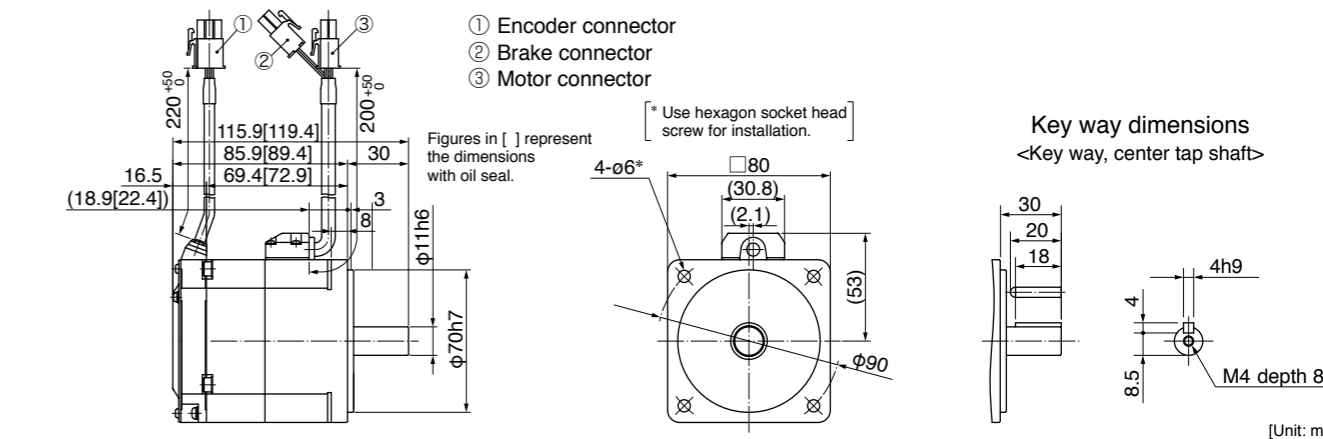 ① ② ③
① Encoder connector
② Brake connector
③ Motor connector
220 +50 0
200 +50 0
115.9[119.4]
85.9[89.4]
30
16.5
69.4[72.9]
(18.9[22.4])
3
8
φ11h6
φ70h7
Figures in [ ] represent
the dimensions
with oil seal.
[* Use hexagon socket head
screw for installation.]
4-ø6*
□80
(30.8)
(2.1)
(53)
φ90
Key way dimensions
<Key way, center tap shaft>
30
20
18
4h9
4
8.5
M4 depth 8
[Unit: m